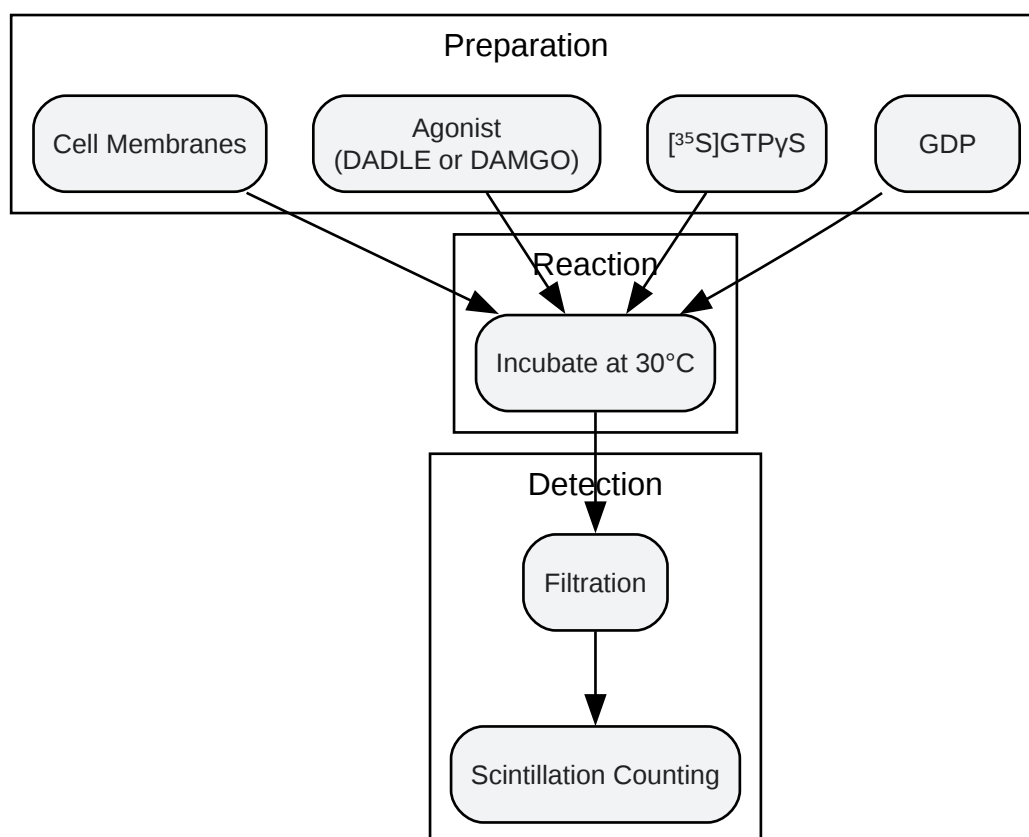 Preparation
Cell Membranes
Agonist
(DADLE or DAMGO)
[³⁵S]GTPγS
GDP
Reaction
Incubate at 30°C
Detection
Filtration
Scintillation Counting